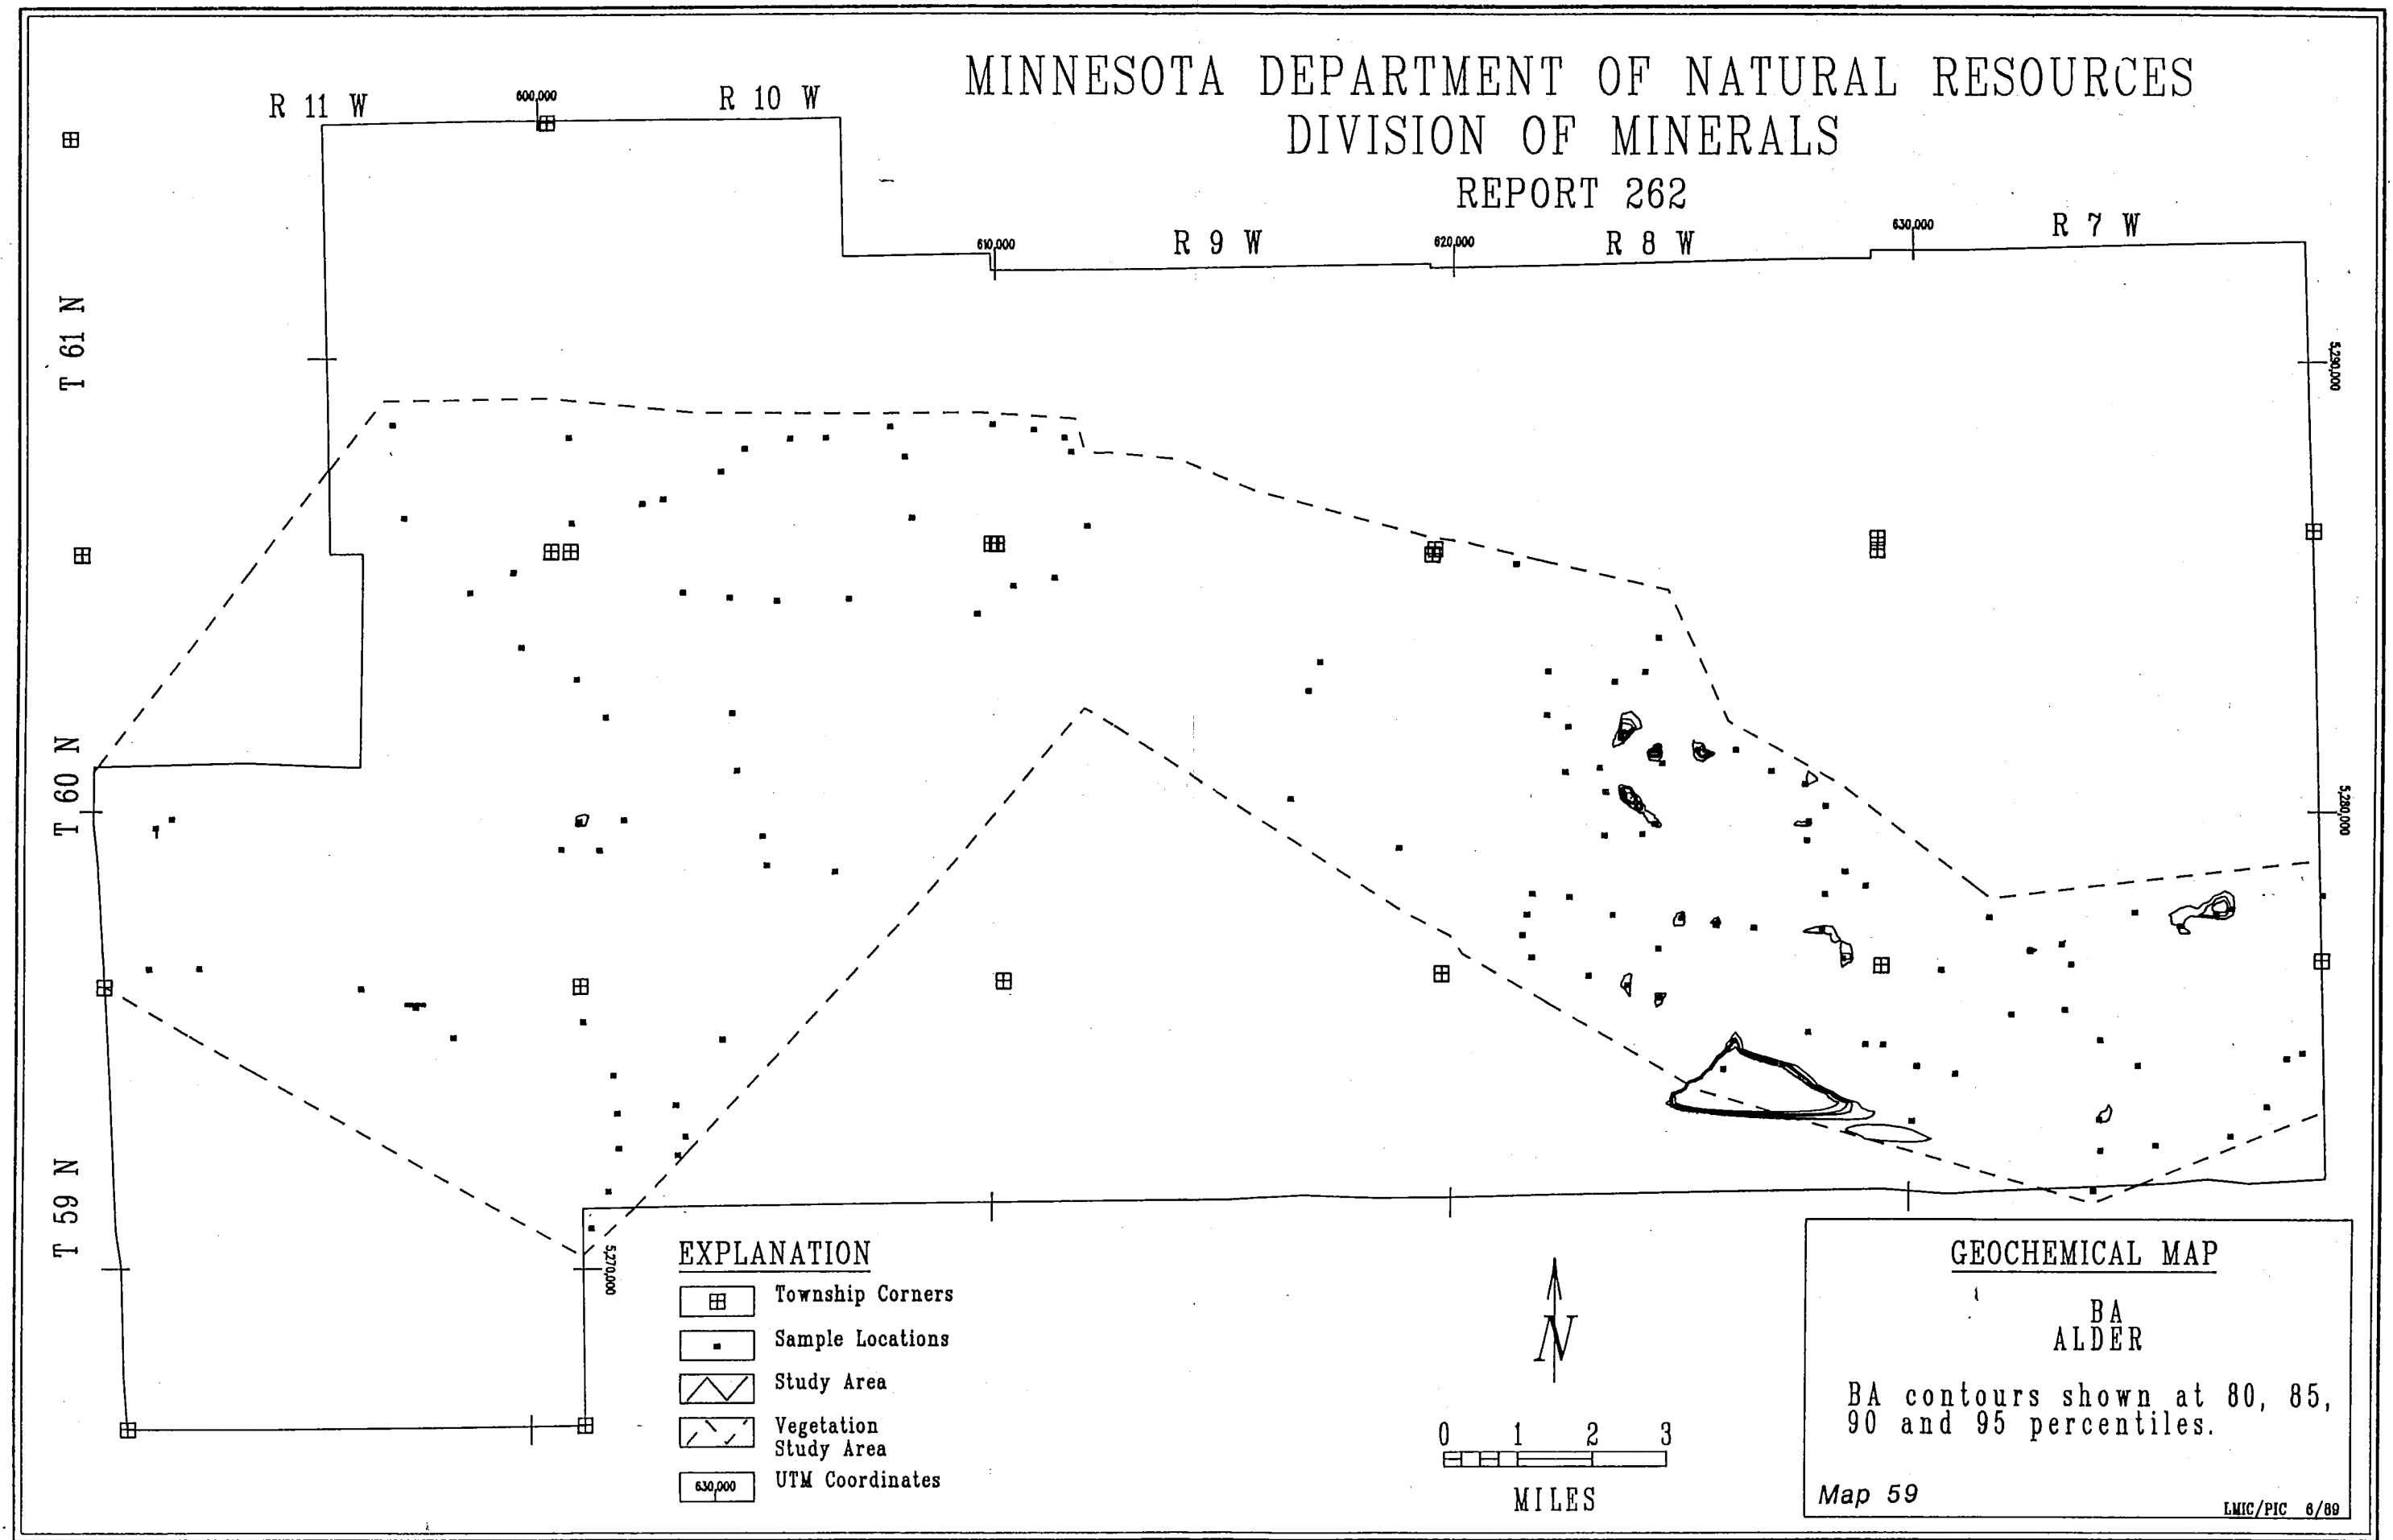 MINNESOTA DEPARTMENT OF NATURAL RESOURCES
DIVISION OF MINERALS
REPORT 262
R 11 W
600,000
R 10 W
610,000
R 9 W
620,000
R 8 W
630,000
R 7 W
T 61 N
5,290,000
T 60 N
5,280,000
T 59 N
5,270,000
EXPLANATION
Township Corners
Sample Locations
Study Area
Vegetation
Study Area
630,000
UTM Coordinates
N
0 1 2 3
MILES
GEOCHEMICAL MAP
BA
ALDER
BA contours shown at 80, 85,
90 and 95 percentiles.
Map 59
LMIC/PIC 6/89